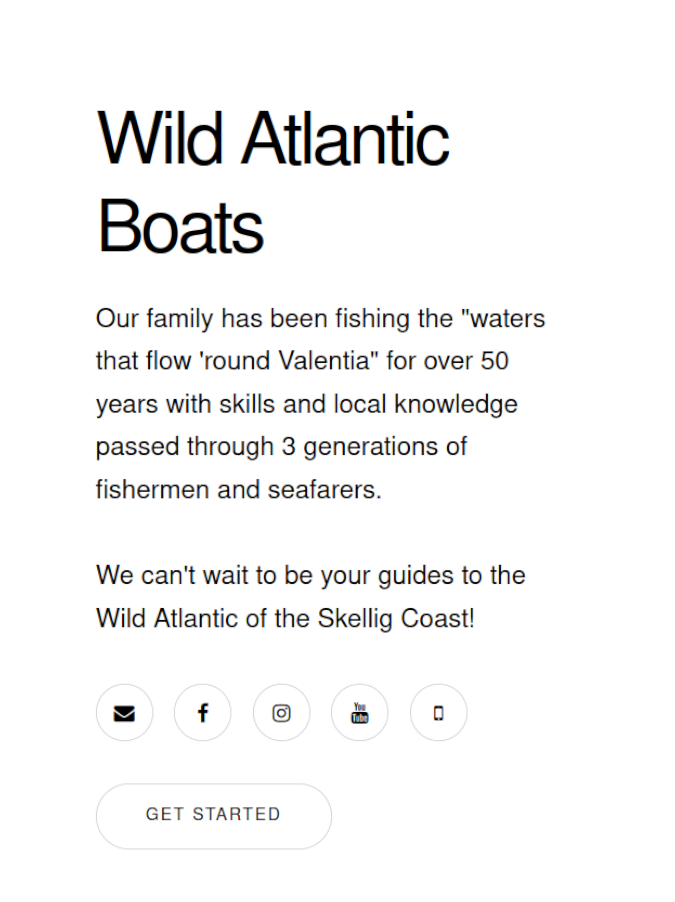 Wild Atlantic
Boats
Our family has been fishing the "waters
that flow 'round Valentia" for over 50
years with skills and local knowledge
passed through 3 generations of
fishermen and seafarers.
We can't wait to be your guides to the
Wild Atlantic of the Skellig Coast!
You
Tube
GET STARTED